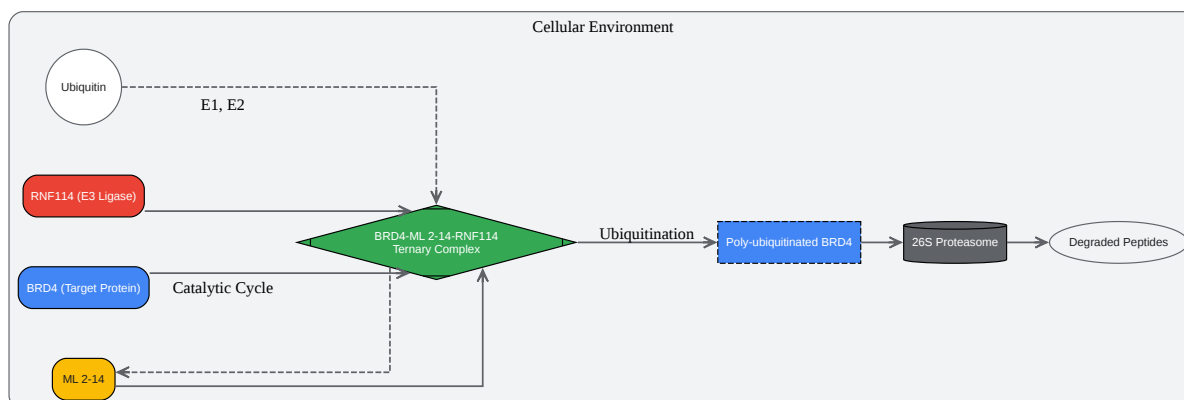 Cellular Environment
Ubiquitin
E1, E2
RNF114 (E3 Ligase)
BRD4-ML 2-14-RNF114
Ternary Complex
Ubiquitination
Poly-ubiquitinated BRD4
26S Proteasome
Degraded Peptides
BRD4 (Target Protein)
Catalytic Cycle
ML 2-14